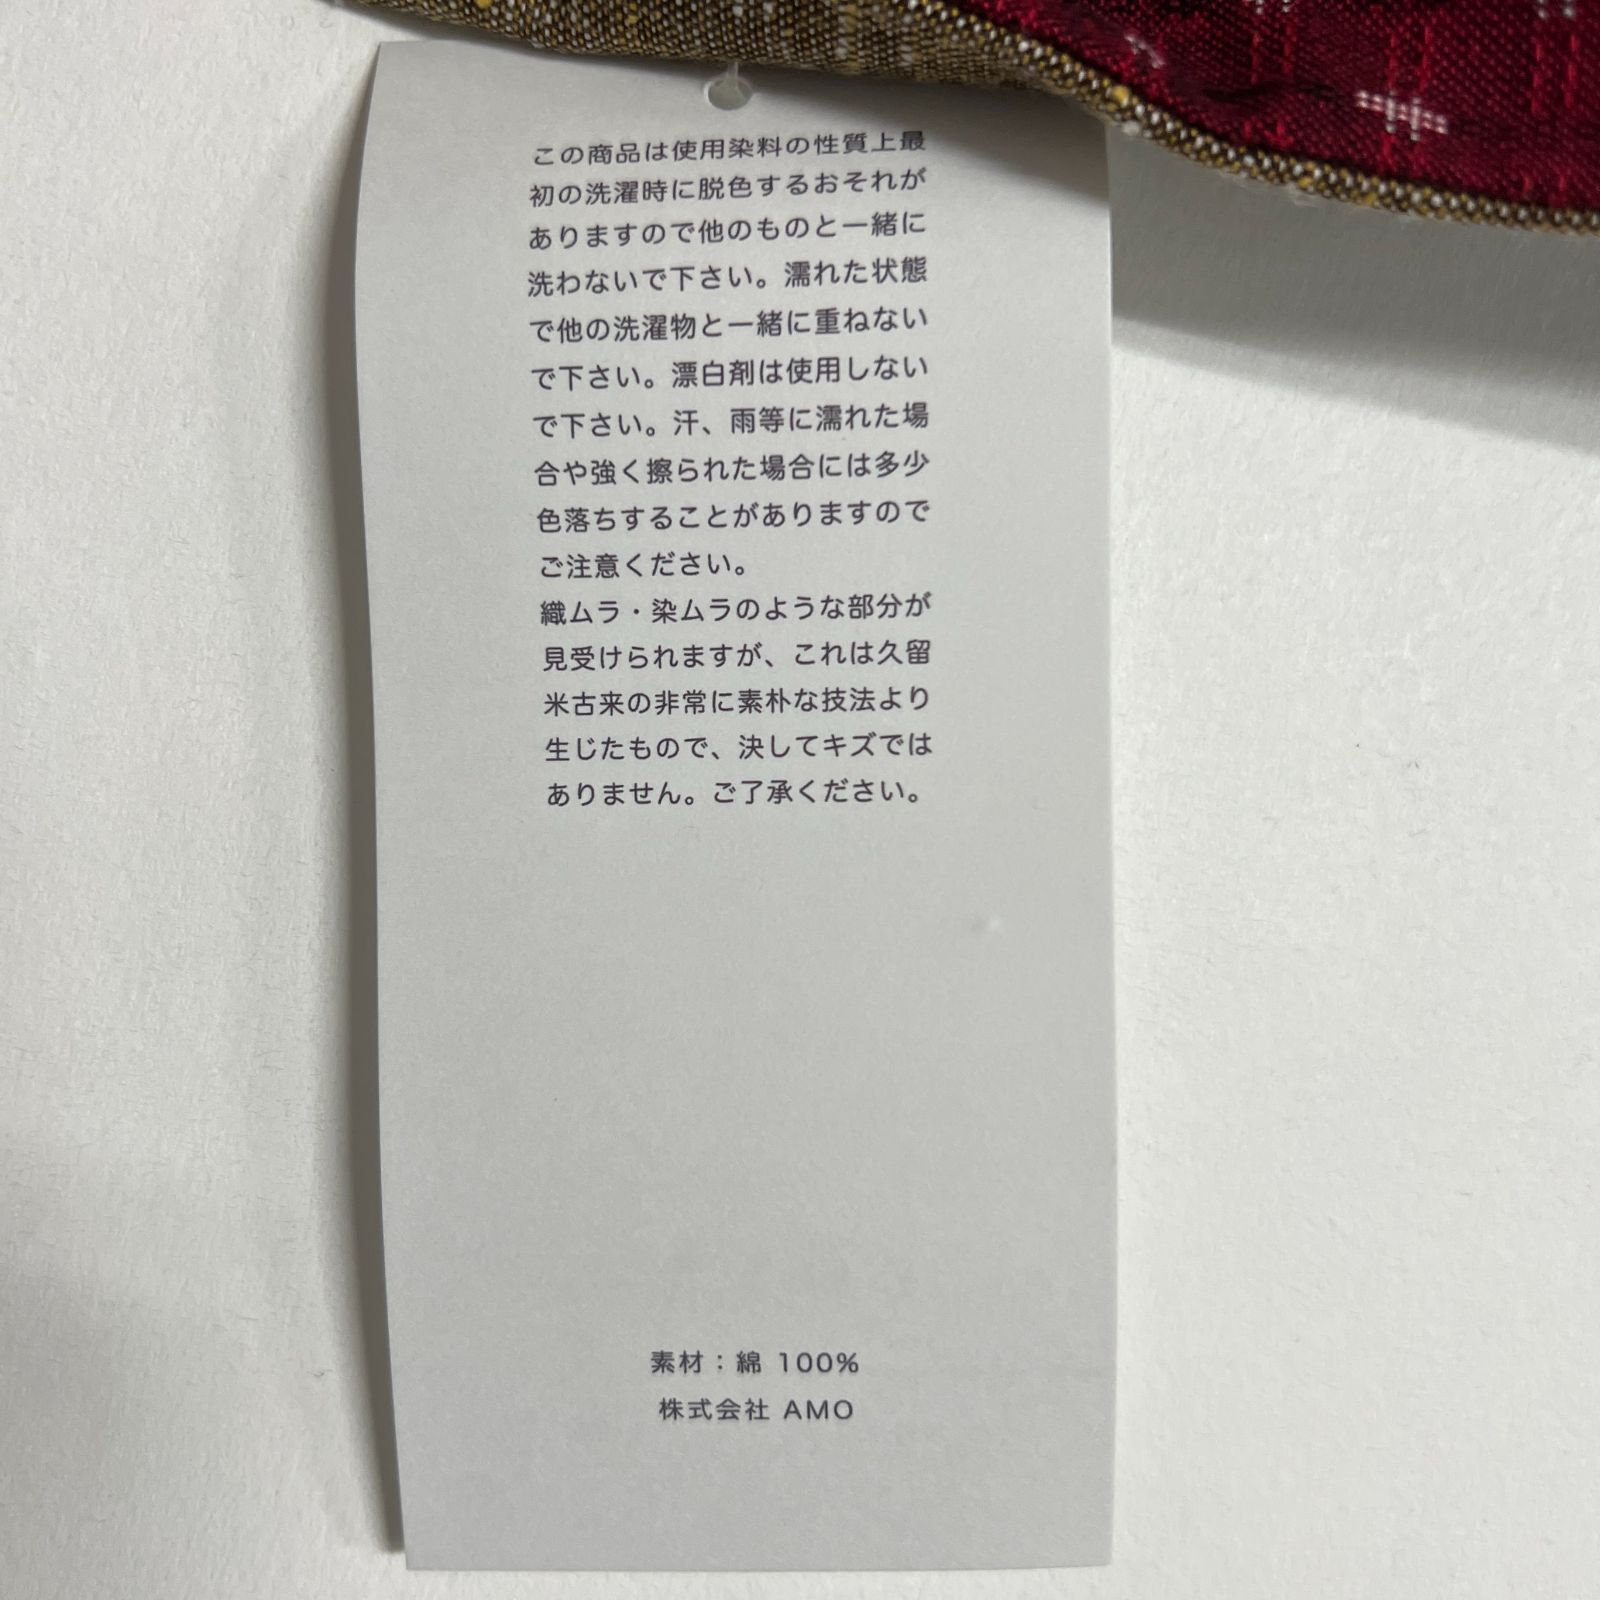 この商品は使用染料の性質上最
初の洗濯時に脱色するおそれが
ありますので他のものと一緒に
洗わないで下さい。濡れた状態
で他の洗濯物と一緒に重ねない
で下さい。漂白剤は使用しない
で下さい。汗、雨等に濡れた場
合や強く擦られた場合には多少
色落ちすることがありますので
ご注意ください。
織ムラ・染ムラのような部分が
見受けられますが、これは久留
米古来の非常に素朴な技法より
生じたもので、決してキズでは
ありません。ご了承ください。
素材：綿 100%
株式会社 AMO